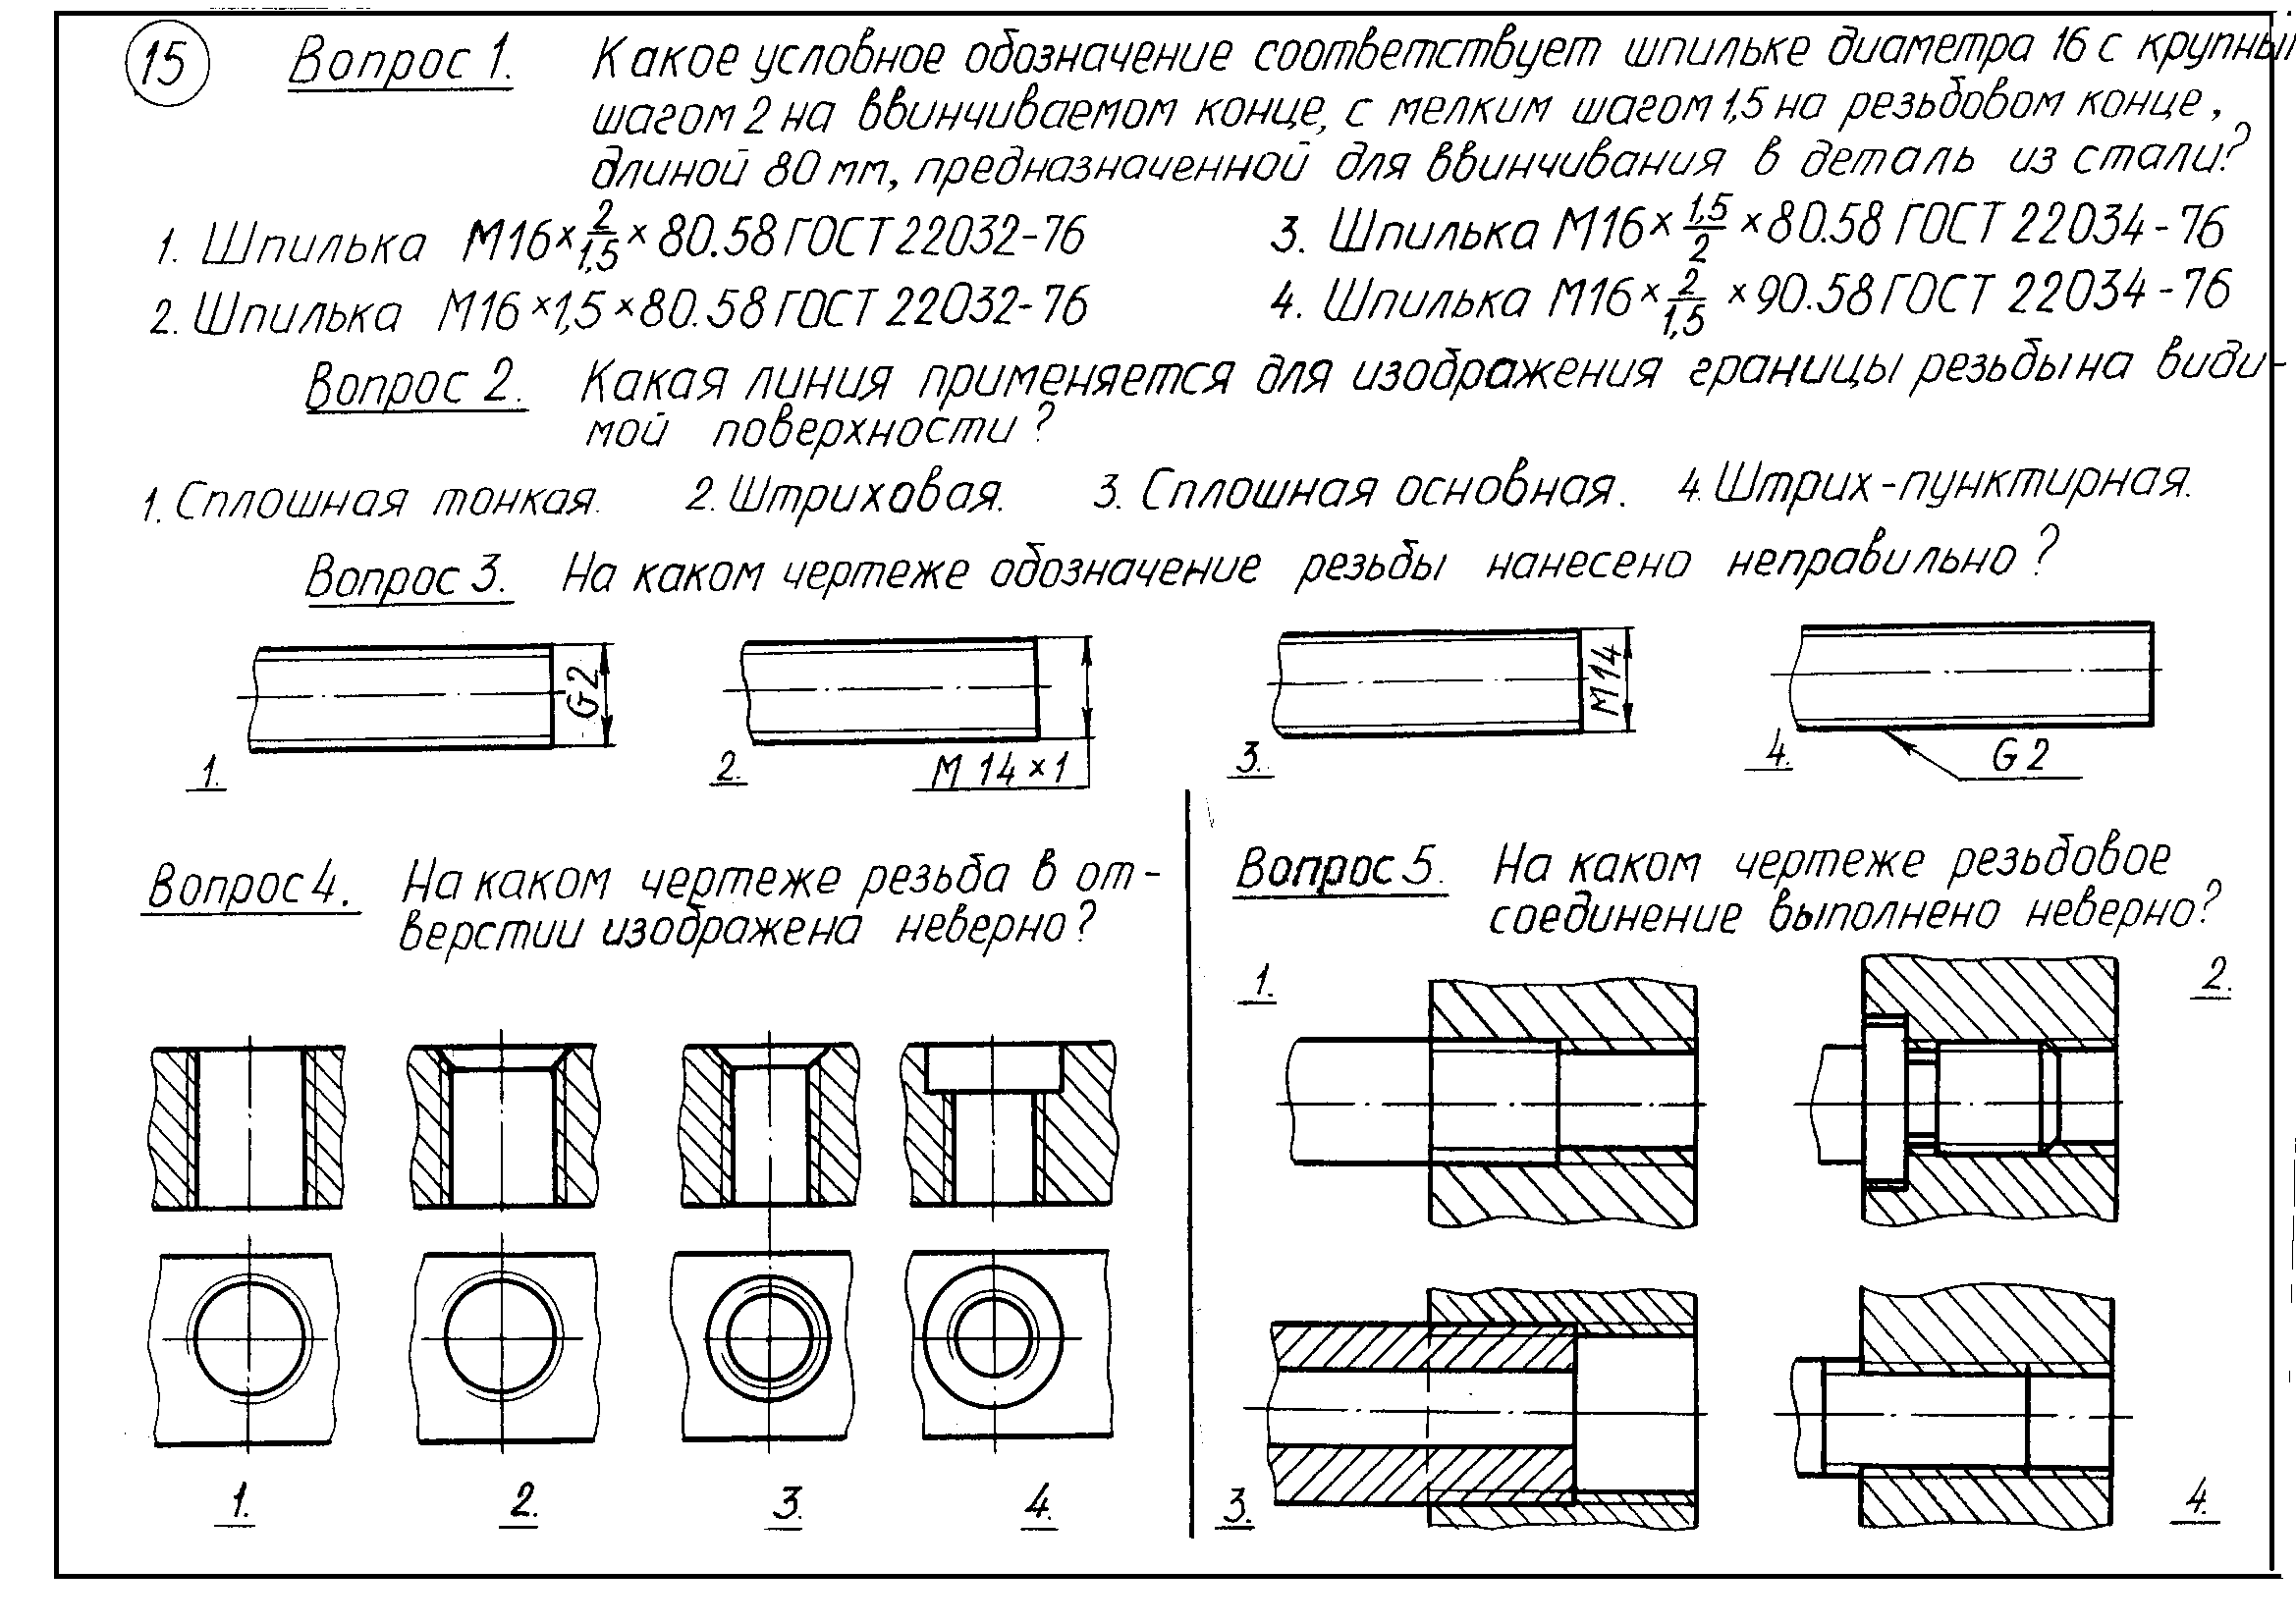 15 Вопрос 1. Какое условное обозначение соответствует шпильке диаметра 16 с крупным
шагом 2 на ввинчиваемом конце, с мелким шагом 1,5 на резьбовом конце,
длиной 80 мм, предназначенной для ввинчивания в деталь из стали?
1. Шпилька М16×2/1,5×80.58 ГОСТ 22032-76
3. Шпилька М16×1,5/2×80.58 ГОСТ 22034-76
2. Шпилька М16×1,5×80.58 ГОСТ 22032-76
4. Шпилька М16×2/1,5×90.58 ГОСТ 22034-76
Вопрос 2. Какая линия применяется для изображения границы резьбы на види-
мой поверхности?
1. Сплошная тонкая. 2. Штриховая. 3. Сплошная основная. 4. Штрих-пунктирная.
Вопрос 3. На каком чертеже обозначение резьбы нанесено неправильно?
G2
M14
1.
2.
M 14×1
3.
4.
G2
Вопрос 4. На каком чертеже резьба в от-
верстии изображена неверно?
1.
2.
3.
4.
Вопрос 5. На каком чертеже резьбовое
соединение выполнено неверно?
1.
2.
3.
4.